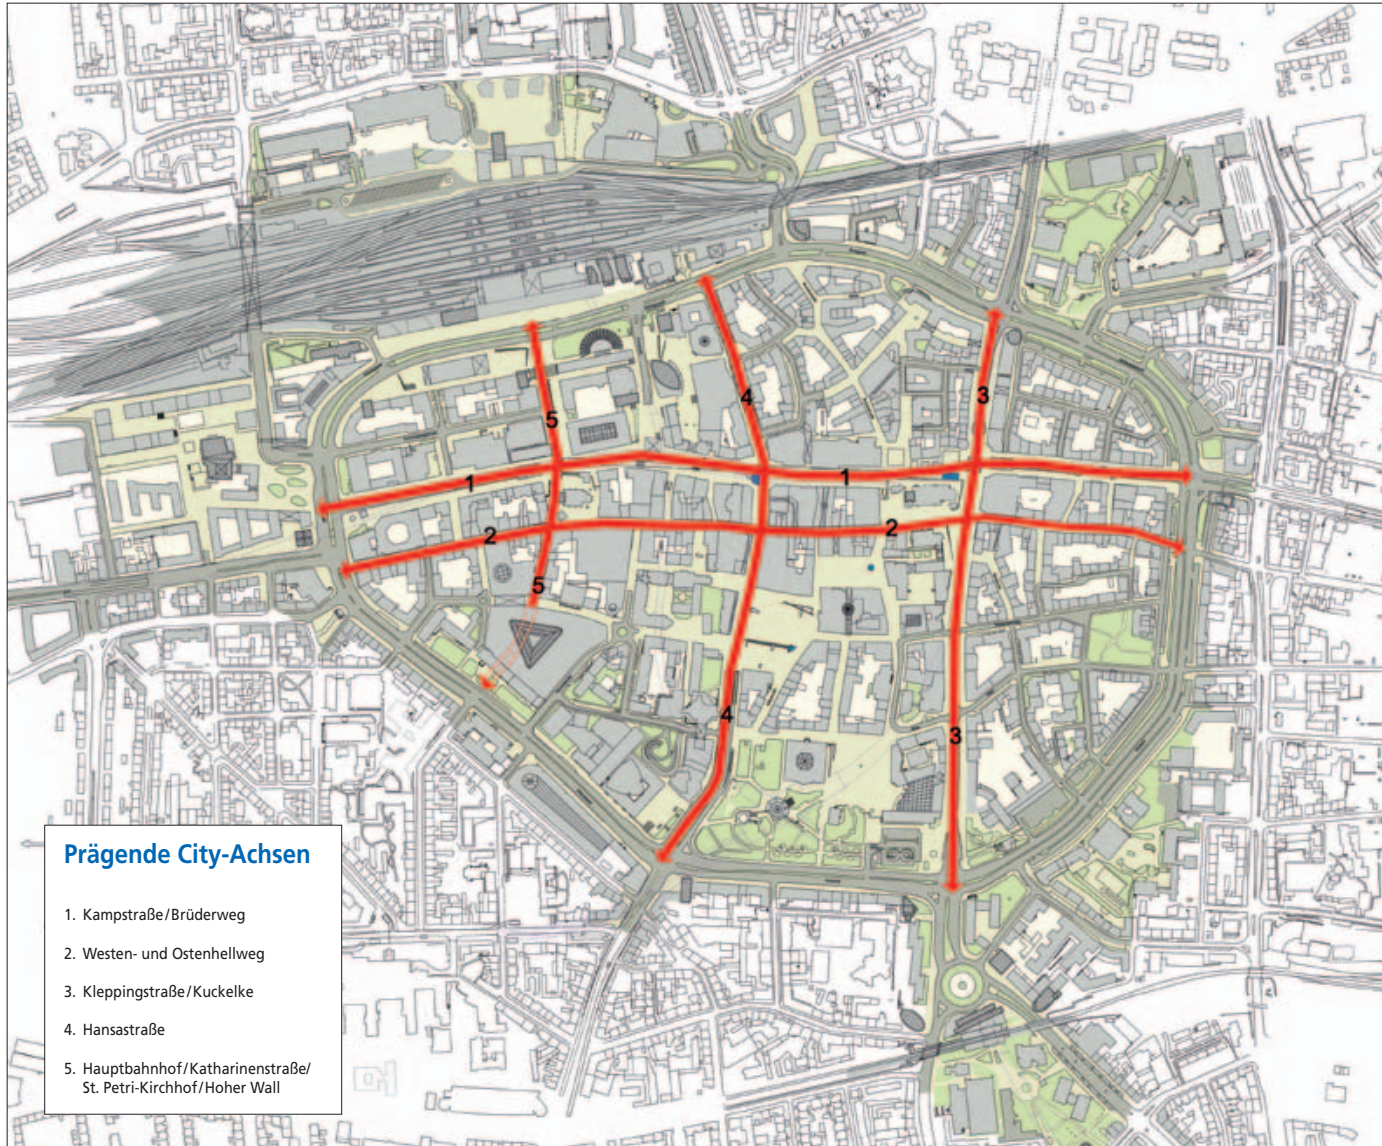 5
4
3
1
1
2
2
5
4
3
Prägende City-Achsen
1. Kampstraße/Brüderweg
2. Westen- und Ostenhellweg
3. Kleppingstraße/Kuckelke
4. Hansastraße
5. Hauptbahnhof/Katharinenstraße/
St. Petri-Kirchhof/Hoher Wall